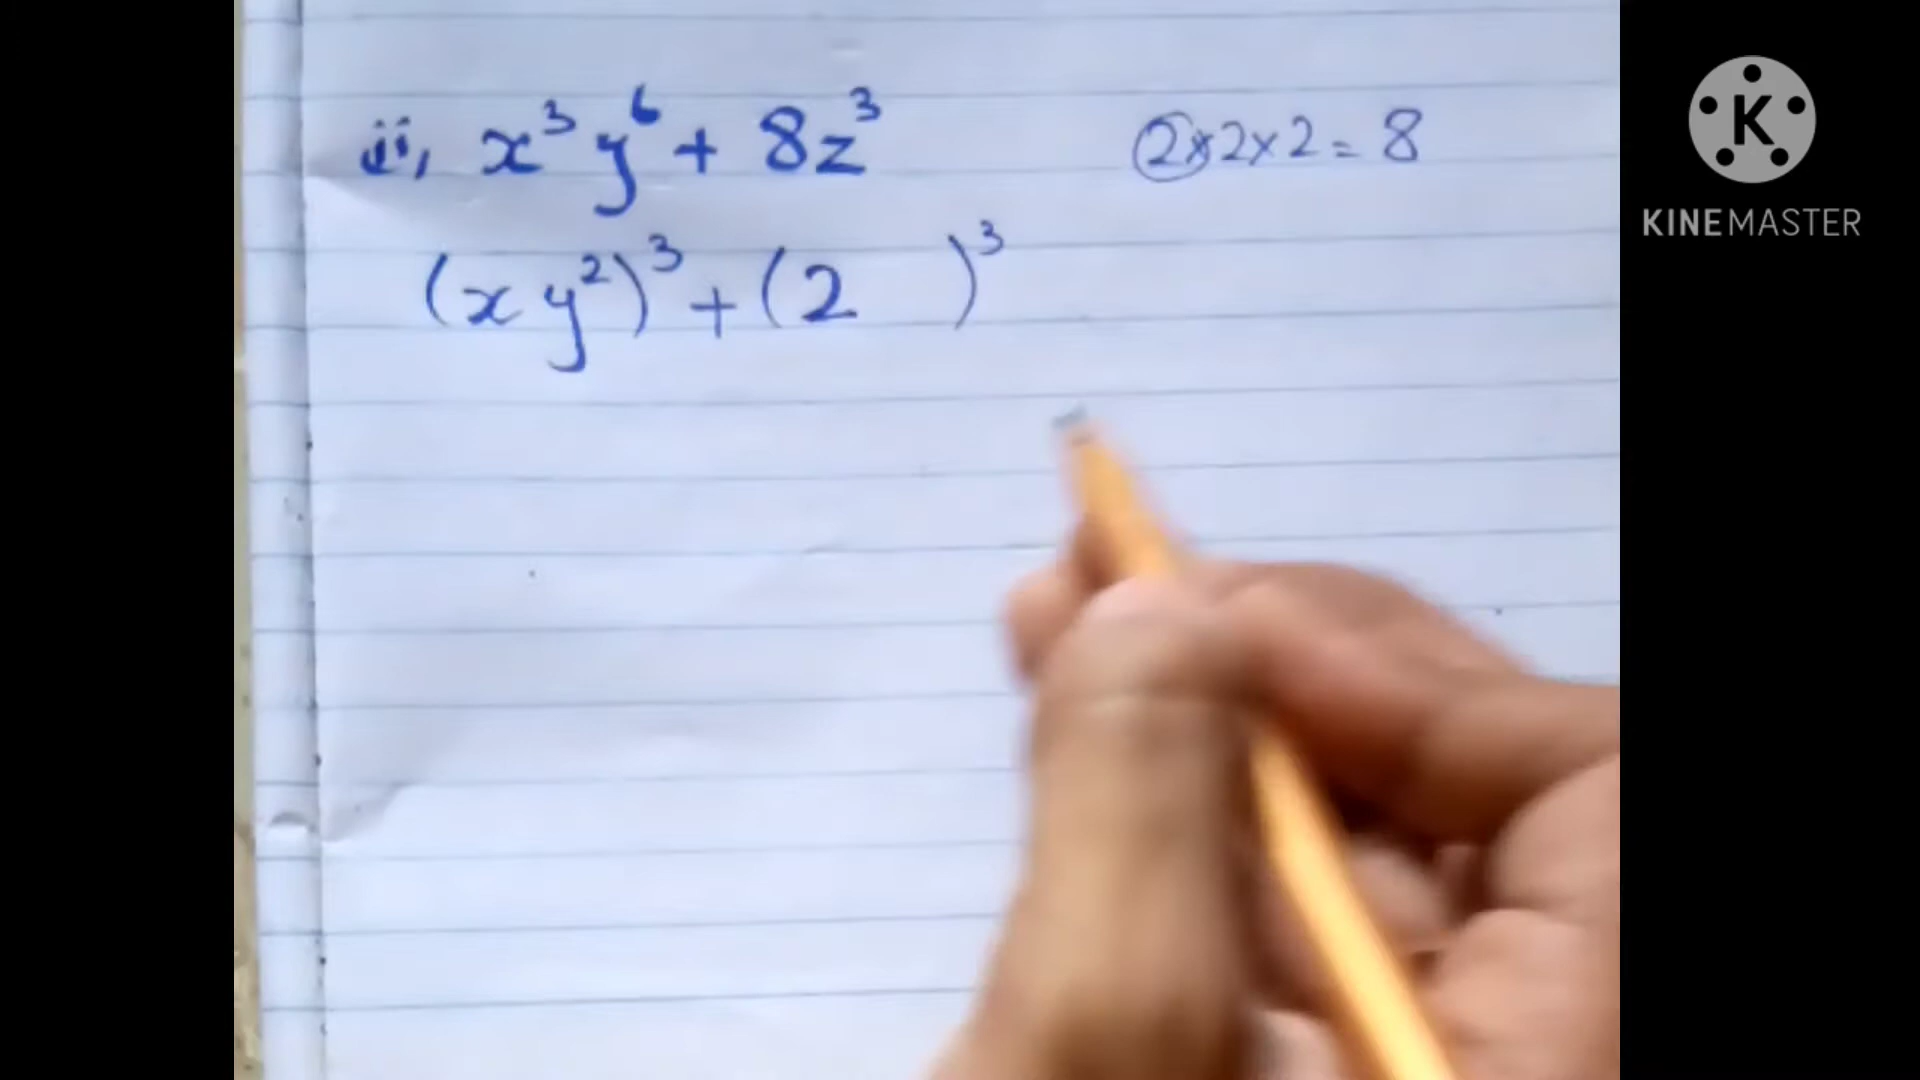 ii, x³y⁶ + 8z³
2×2×2 = 8
(xy²)³ + (2 )³
K
KINEMASTER